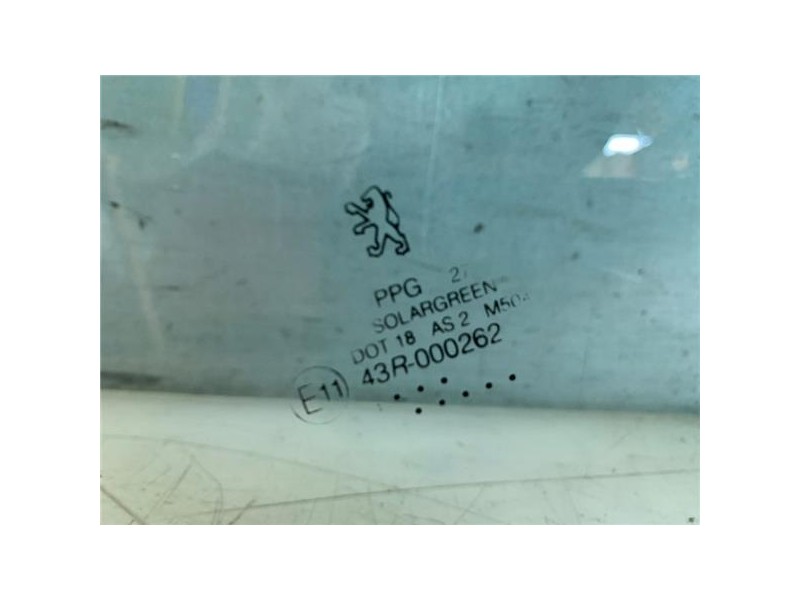 PPG
SOLARGREEN
DOT 18 AS 2
43R-000262
E11